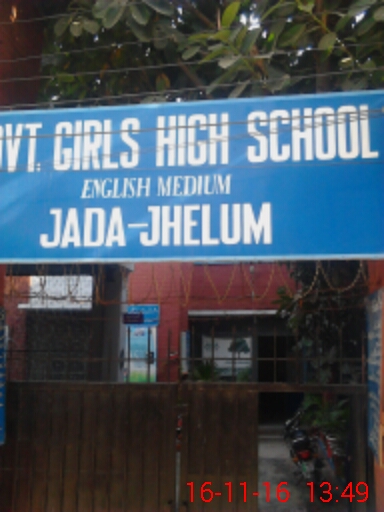 OVT. GIRLS HIGH SCHOOL
ENGLISH MEDIUM
JADA-JHELUM
16-11-16 13:49